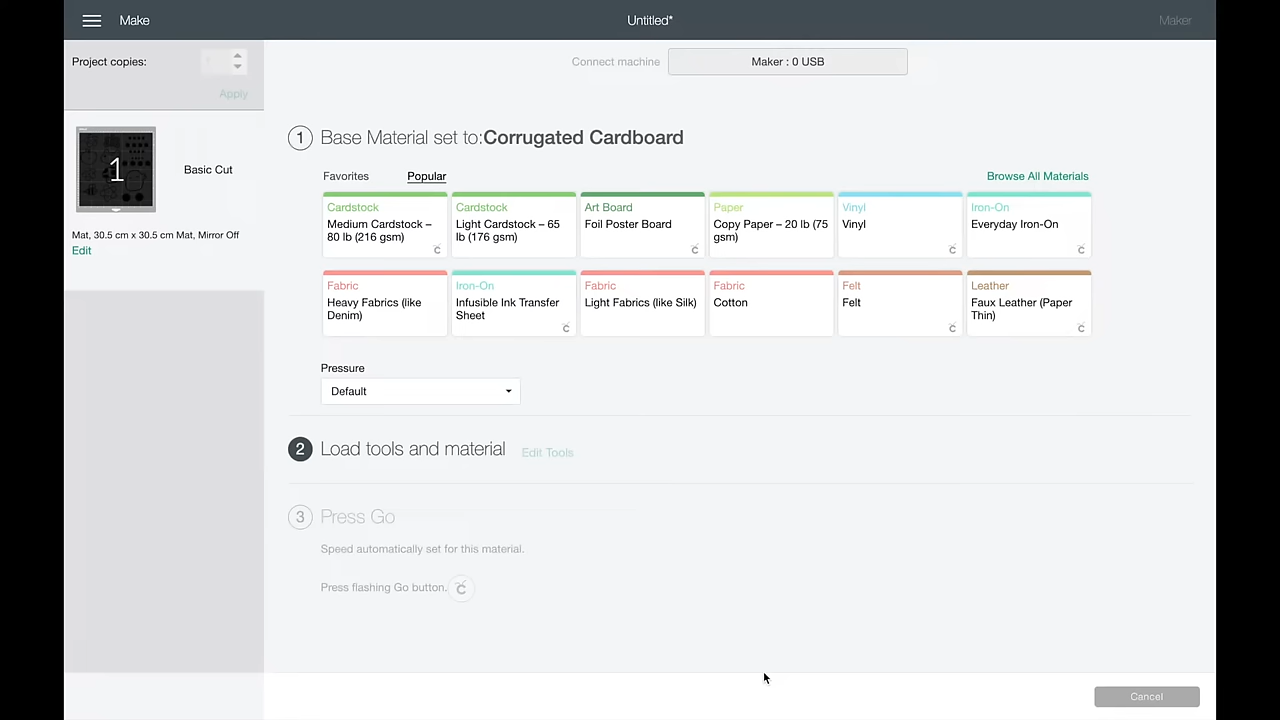 Make
Untitled*
Maker
Project copies:
Apply
Connect machine
Maker : 0 USB
1
Basic Cut
Mat, 30.5 cm x 30.5 cm Mat, Mirror Off
Edit
1 Base Material set to:Corrugated Cardboard
Favorites
Popular
Browse All Materials
Cardstock
Medium Cardstock –
80 lb (216 gsm)
Cardstock
Light Cardstock – 65
lb (176 gsm)
Art Board
Foil Poster Board
Paper
Copy Paper – 20 lb (75
gsm)
Vinyl
Vinyl
Iron-On
Everyday Iron-On
Fabric
Heavy Fabrics (like
Denim)
Iron-On
Infusible Ink Transfer
Sheet
Fabric
Light Fabrics (like Silk)
Fabric
Cotton
Felt
Felt
Leather
Faux Leather (Paper
Thin)
Pressure
Default
2 Load tools and material
Edit Tools
3 Press Go
Speed automatically set for this material.
Press flashing Go button.
Cancel